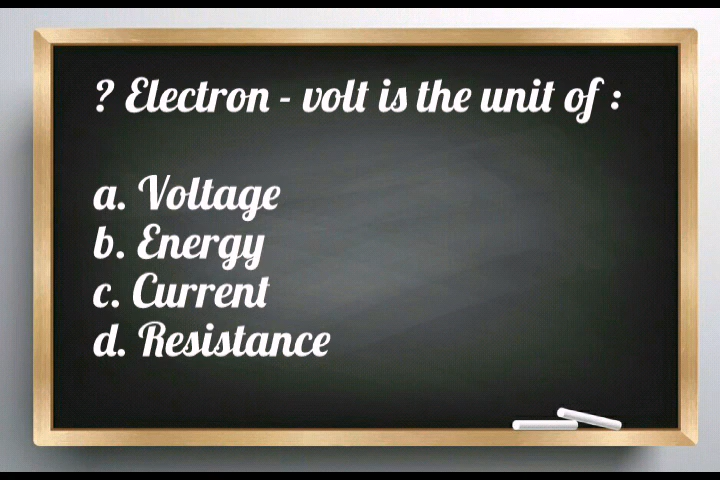 ? Electron - volt is the unit of :
a. Voltage
b. Energy
c. Current
d. Resistance